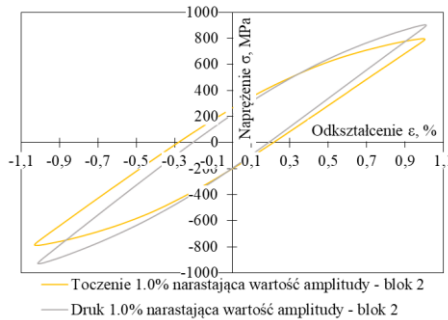 1000
800
600
400
200
0
-200
-400
-600
-800
-1000
Naprężenie σ, MPa
Odkształcenie ε, %
-1,1 -0,9 -0,7 -0,5 -0,3 -0,1 0,1 0,3 0,5 0,7 0,9 1,1
Toczenie 1.0% narastająca wartość amplitudy - blok 2
Druk 1.0% narastająca wartość amplitudy - blok 2